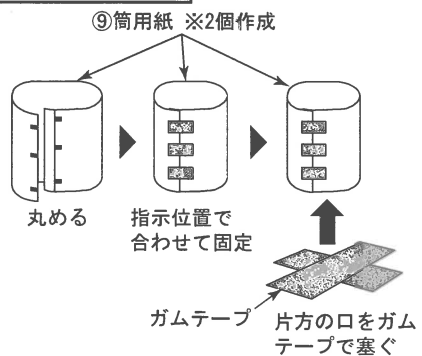 ⑨筒用紙 ※2個作成
丸める
指示位置で
合わせて固定
ガムテープ
片方の口をガム
テープで塞ぐ